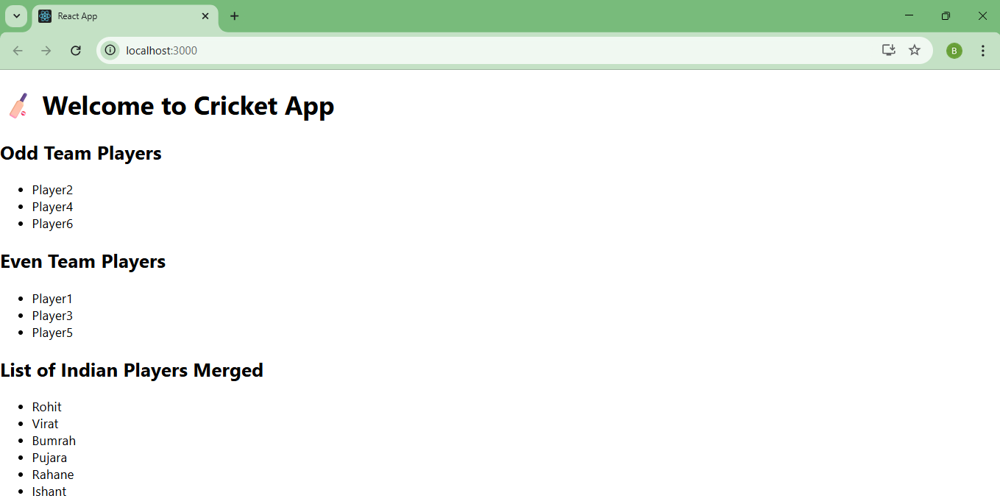 React App
localhost:3000
B
Welcome to Cricket App
Odd Team Players
Player2
Player4
Player6
Even Team Players
Player1
Player3
Player5
List of Indian Players Merged
Rohit
Virat
Bumrah
Pujara
Rahane
Ishant